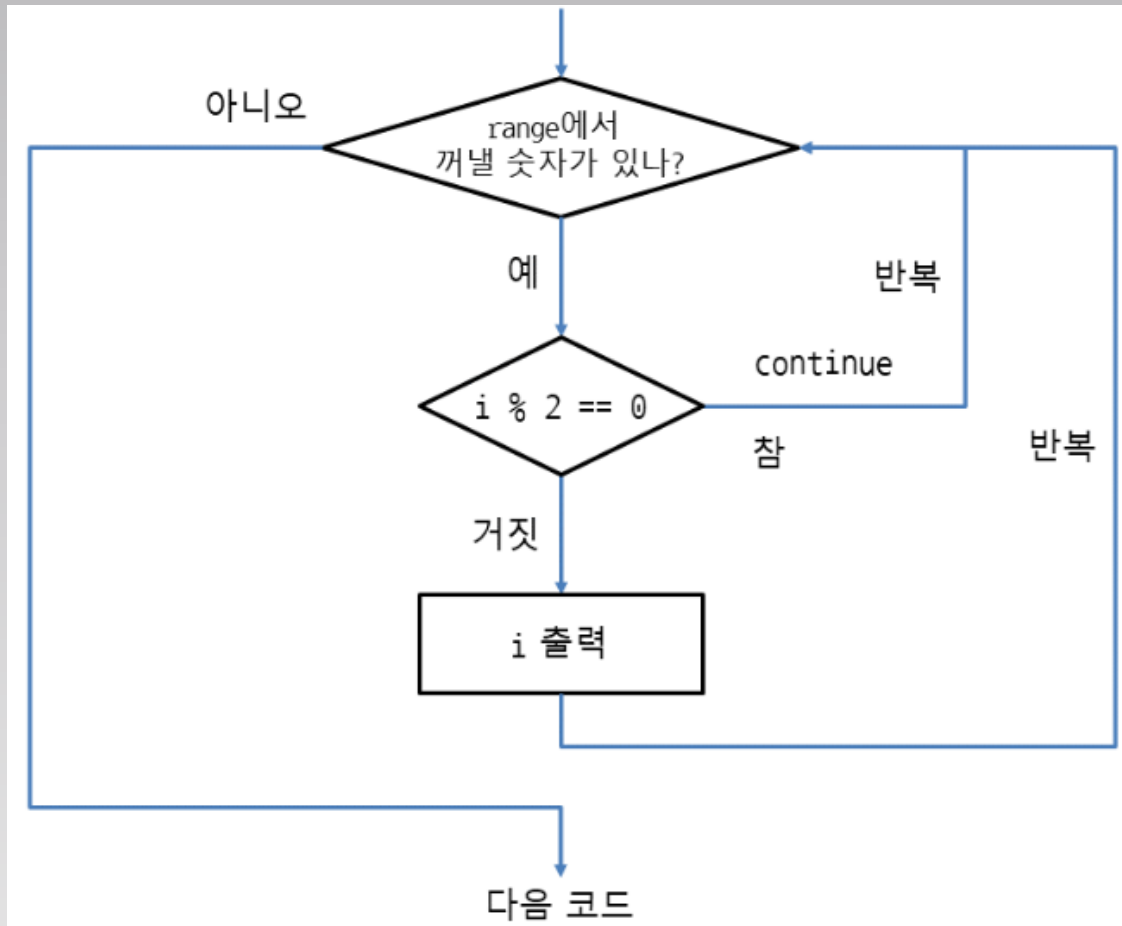 아니오
range에서
꺼낼 숫자가 있나?
예
반복
continue
i % 2 == 0
참
반복
거짓
i 출력
다음 코드